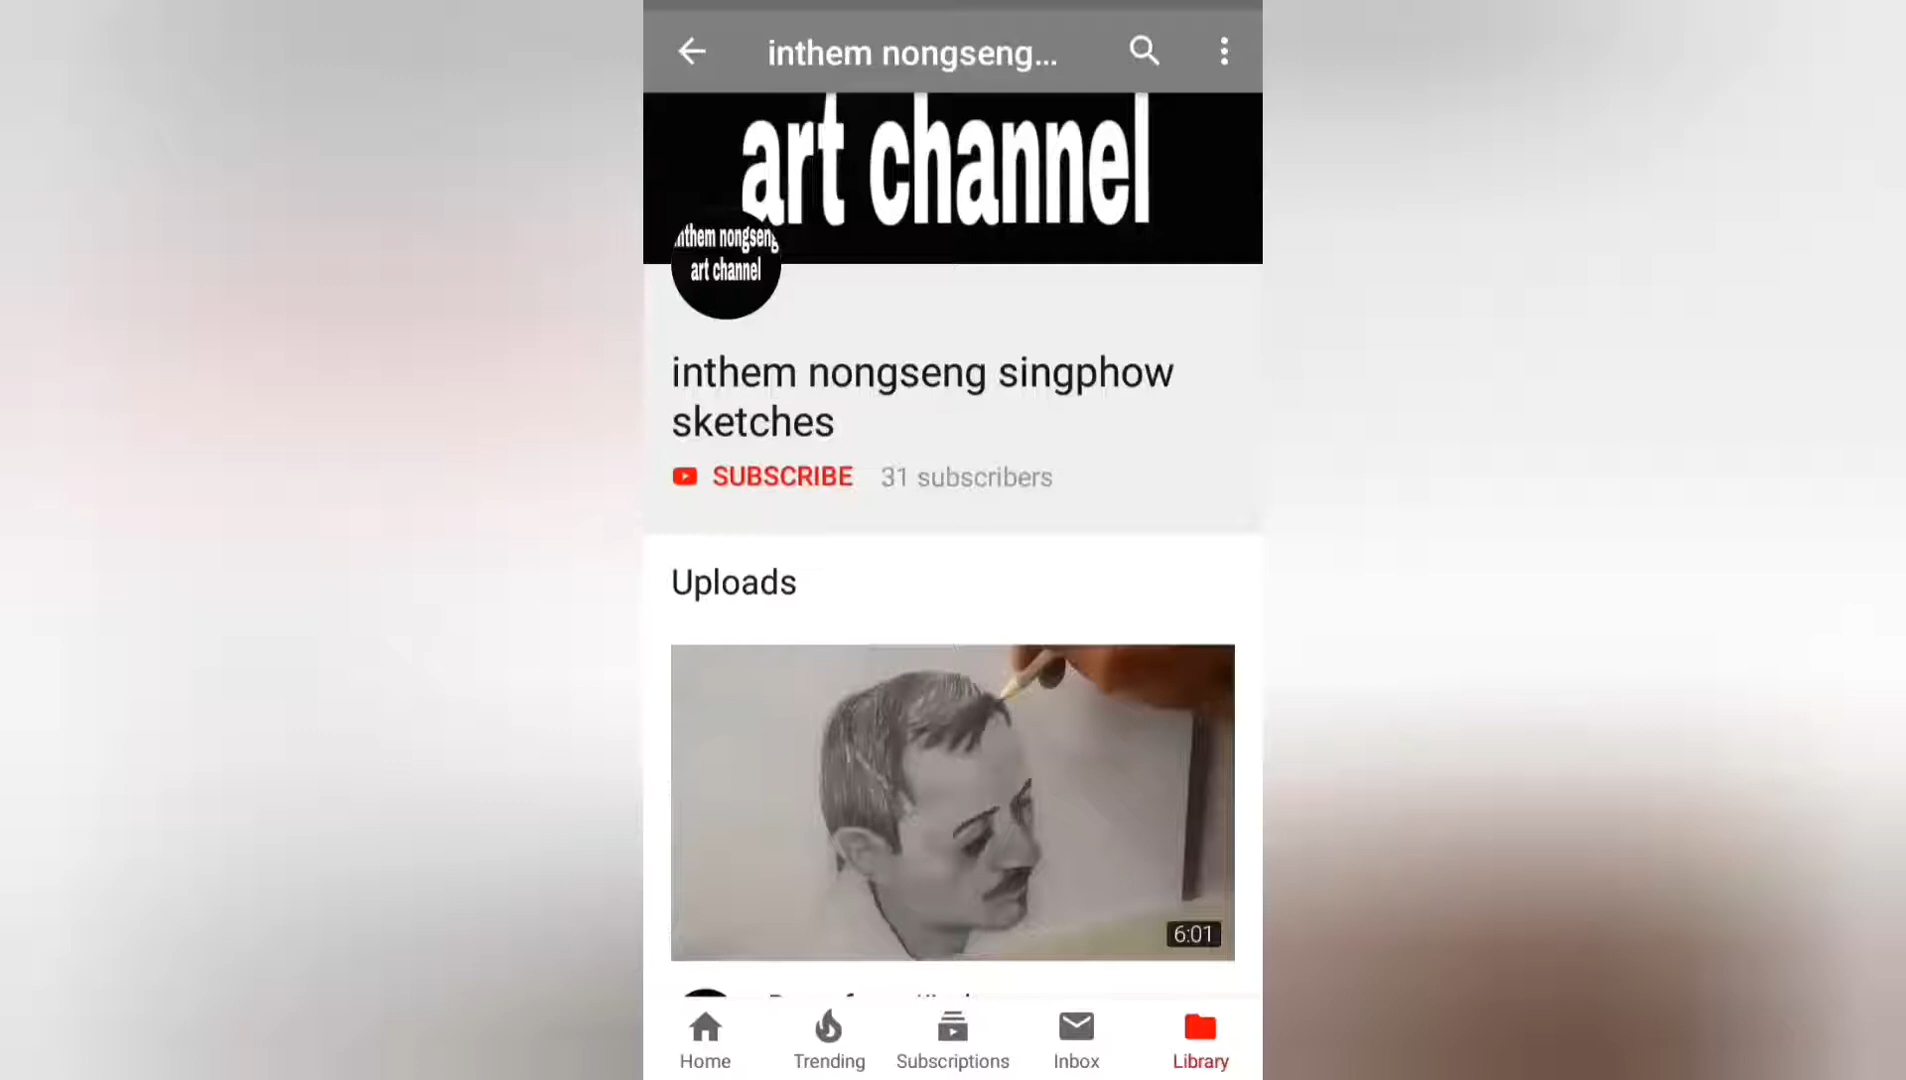 inthem nongseng...
art channel
nthem nongseng
art channel
inthem nongseng singphow
sketches
SUBSCRIBE 31 subscribers
Uploads
6:01
Home Trending Subscriptions Inbox Library